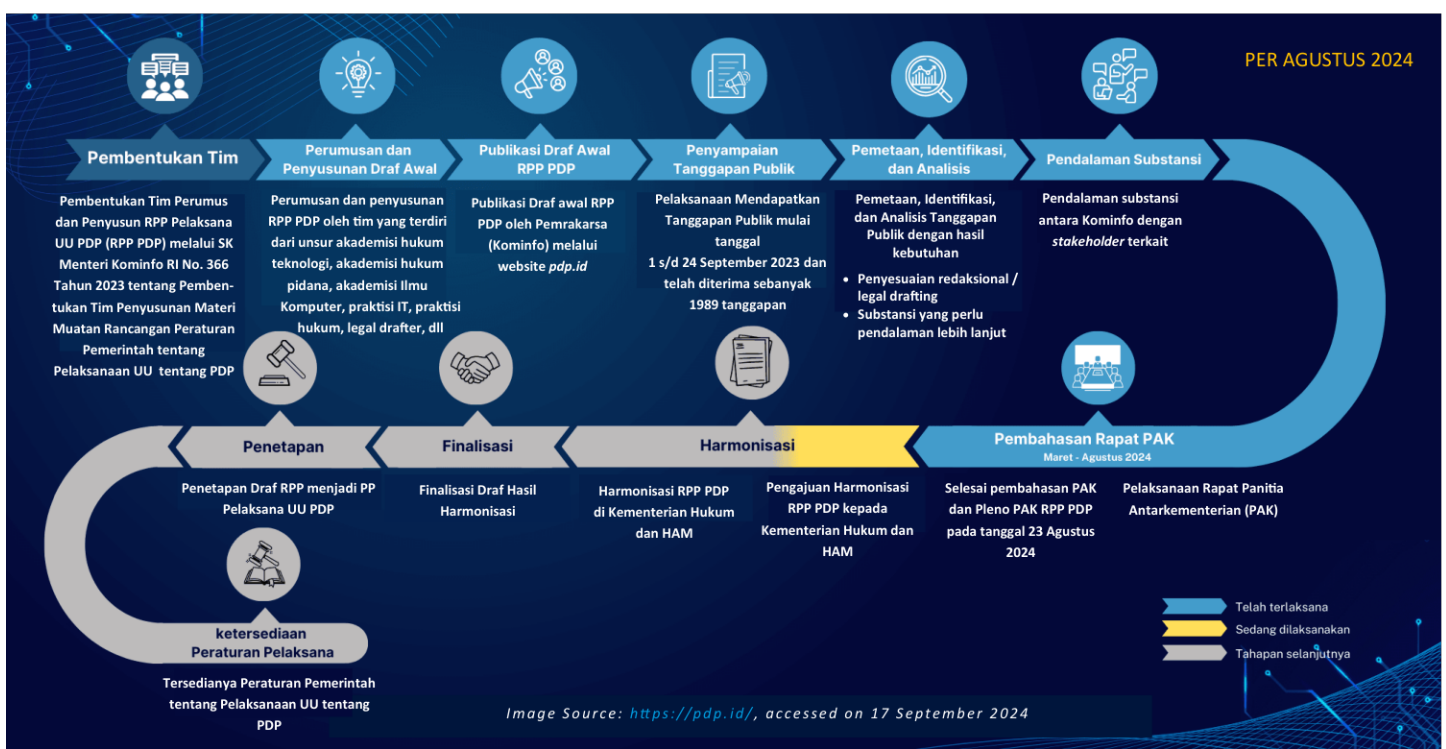 PER AGUSTUS 2024
Pembentukan Tim
Pembentukan Tim Perumus
dan Penyusun RPP Pelaksana
UU PDP (RPP PDP) melalui SK
Menteri Kominfo RI No. 366
Tahun 2023 tentang Pemben-
tukan Tim Penyusunan Materi
Muatan Rancangan Peraturan
Pemerintah tentang
Pelaksanaan UU tentang PDP
Perumusan dan
Penyusunan Draf Awal
Perumusan dan penyusunan
RPP PDP oleh tim yang terdiri
dari unsur akademisi hukum
teknologi, akademisi hukum
pidana, akademisi Ilmu
Komputer, praktisi IT, praktisi
hukum, legal drafter, dll
Publikasi Draf Awal
RPP PDP
Publikasi Draf awal RPP
PDP oleh Pemrakarsa
(Kominfo) melalui
website pdp.id
Penyampaian
Tanggapan Publik
Pelaksanaan Mendapatkan
Tanggapan Publik mulai
tanggal
1 s/d 24 September 2023 dan
telah diterima sebanyak
1989 tanggapan
Pemetaan, Identifikasi,
dan Analisis
Pemetaan, Identifikasi,
dan Analisis Tanggapan
Publik dengan hasil
kebutuhan
• Penyesuaian redaksional /
legal drafting
• Substansi yang perlu
pendalaman lebih lanjut
Pendalaman Substansi
Pendalaman substansi
antara Kominfo dengan
stakeholder terkait
Pembahasan Rapat PAK
Maret - Agustus 2024
Pelaksanaan Rapat Panitia
Antarkementerian (PAK)
Selesai pembahasan PAK
dan Pleno PAK RPP PDP
pada tanggal 23 Agustus
2024
Harmonisasi
Pengajuan Harmonisasi
RPP PDP kepada
Kementerian Hukum dan
HAM
Harmonisasi RPP PDP
di Kementerian Hukum
dan HAM
Finalisasi
Finalisasi Draf Hasil
Harmonisasi
Penetapan
Penetapan Draf RPP menjadi PP
Pelaksana UU PDP
ketersediaan
Peraturan Pelaksana
Tersedianya Peraturan Pemerintah
tentang Pelaksanaan UU tentang
PDP
Telah terlaksana
Sedang dilaksanakan
Tahapan selanjutnya
Image Source: https://pdp.id/, accessed on 17 September 2024